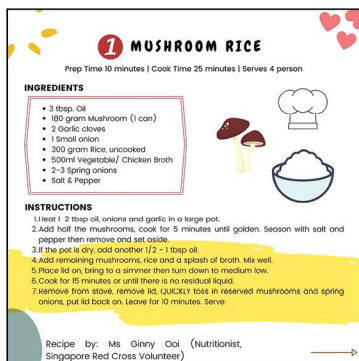 1 MUSHROOM RICE
Prep Time 10 minutes | Cook Time 25 minutes | Serves 4 person
INGREDIENTS
• 3 tbsp. Oil
• 180 gram Mushroom (1 can)
• 2 Garlic cloves
• 1 Small onion
• 300 gram Rice, uncooked
• 500ml Vegetable/ Chicken Broth
• 2-3 Spring onions
• Salt & Pepper
INSTRUCTIONS
1.Heat 1-2 tbsp oil, onions and garlic in a large pot.
2.Add half the mushrooms, cook for 5 minutes until golden. Season with salt and
pepper then remove and set aside.
3.If the pot is dry, add another 1/2 - 1 tbsp oil.
4.Add remaining mushrooms, rice and a splash of broth. Mix well.
5.Place lid on, bring to a simmer then turn down to medium low.
6.Cook for 15 minutes or until there is no residual liquid.
7.Remove from stove, remove lid, QUICKLY toss in reserved mushrooms and spring
onions, put lid back on. Leave for 10 minutes. Serve.
Recipe by: Ms Ginny Ooi (Nutritionist,
Singapore Red Cross Volunteer)